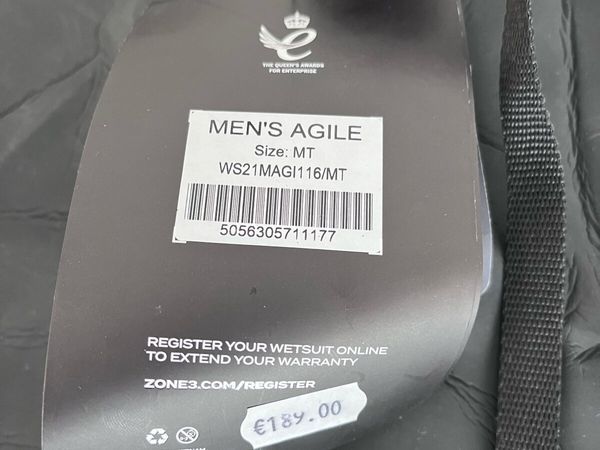 THE QUEEN'S AWARDS
FOR ENTERPRISE
MEN'S AGILE
Size: MT
WS21MAGI116/MT
5056305711177
REGISTER YOUR WETSUIT ONLINE
TO EXTEND YOUR WARRANTY
ZONE3.COM/REGISTER
€189.00